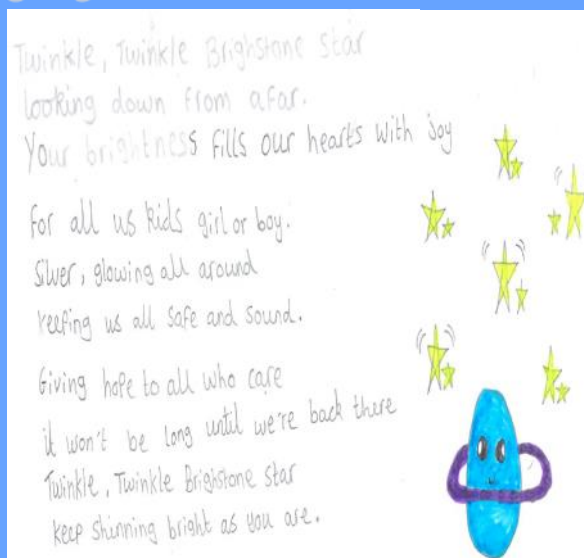 Twinkle, Twinkle Brighstone Star
looking down from afar.
Your brightness fills our hearts with joy
For all us kids girl or boy.
Silver, glowing all around
keeping us all safe and sound.
Giving hope to all who care
it won't be long until we're back there
Twinkle, Twinkle Brighstone star
keep shinning bright as you are.